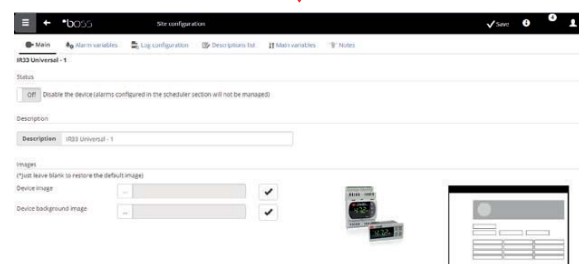 *boss Site configuration Save 4
Main Alarm variables Log configuration Descriptions list Main variables Notes
IR33 Universal - 1
Status
Off Disable the device (alarms configured in the scheduler section will not be managed)
Description
Description IR33 Universal - 1
Images
(*Just leave blank to restore the default image)
Device image ...
Device background image ...